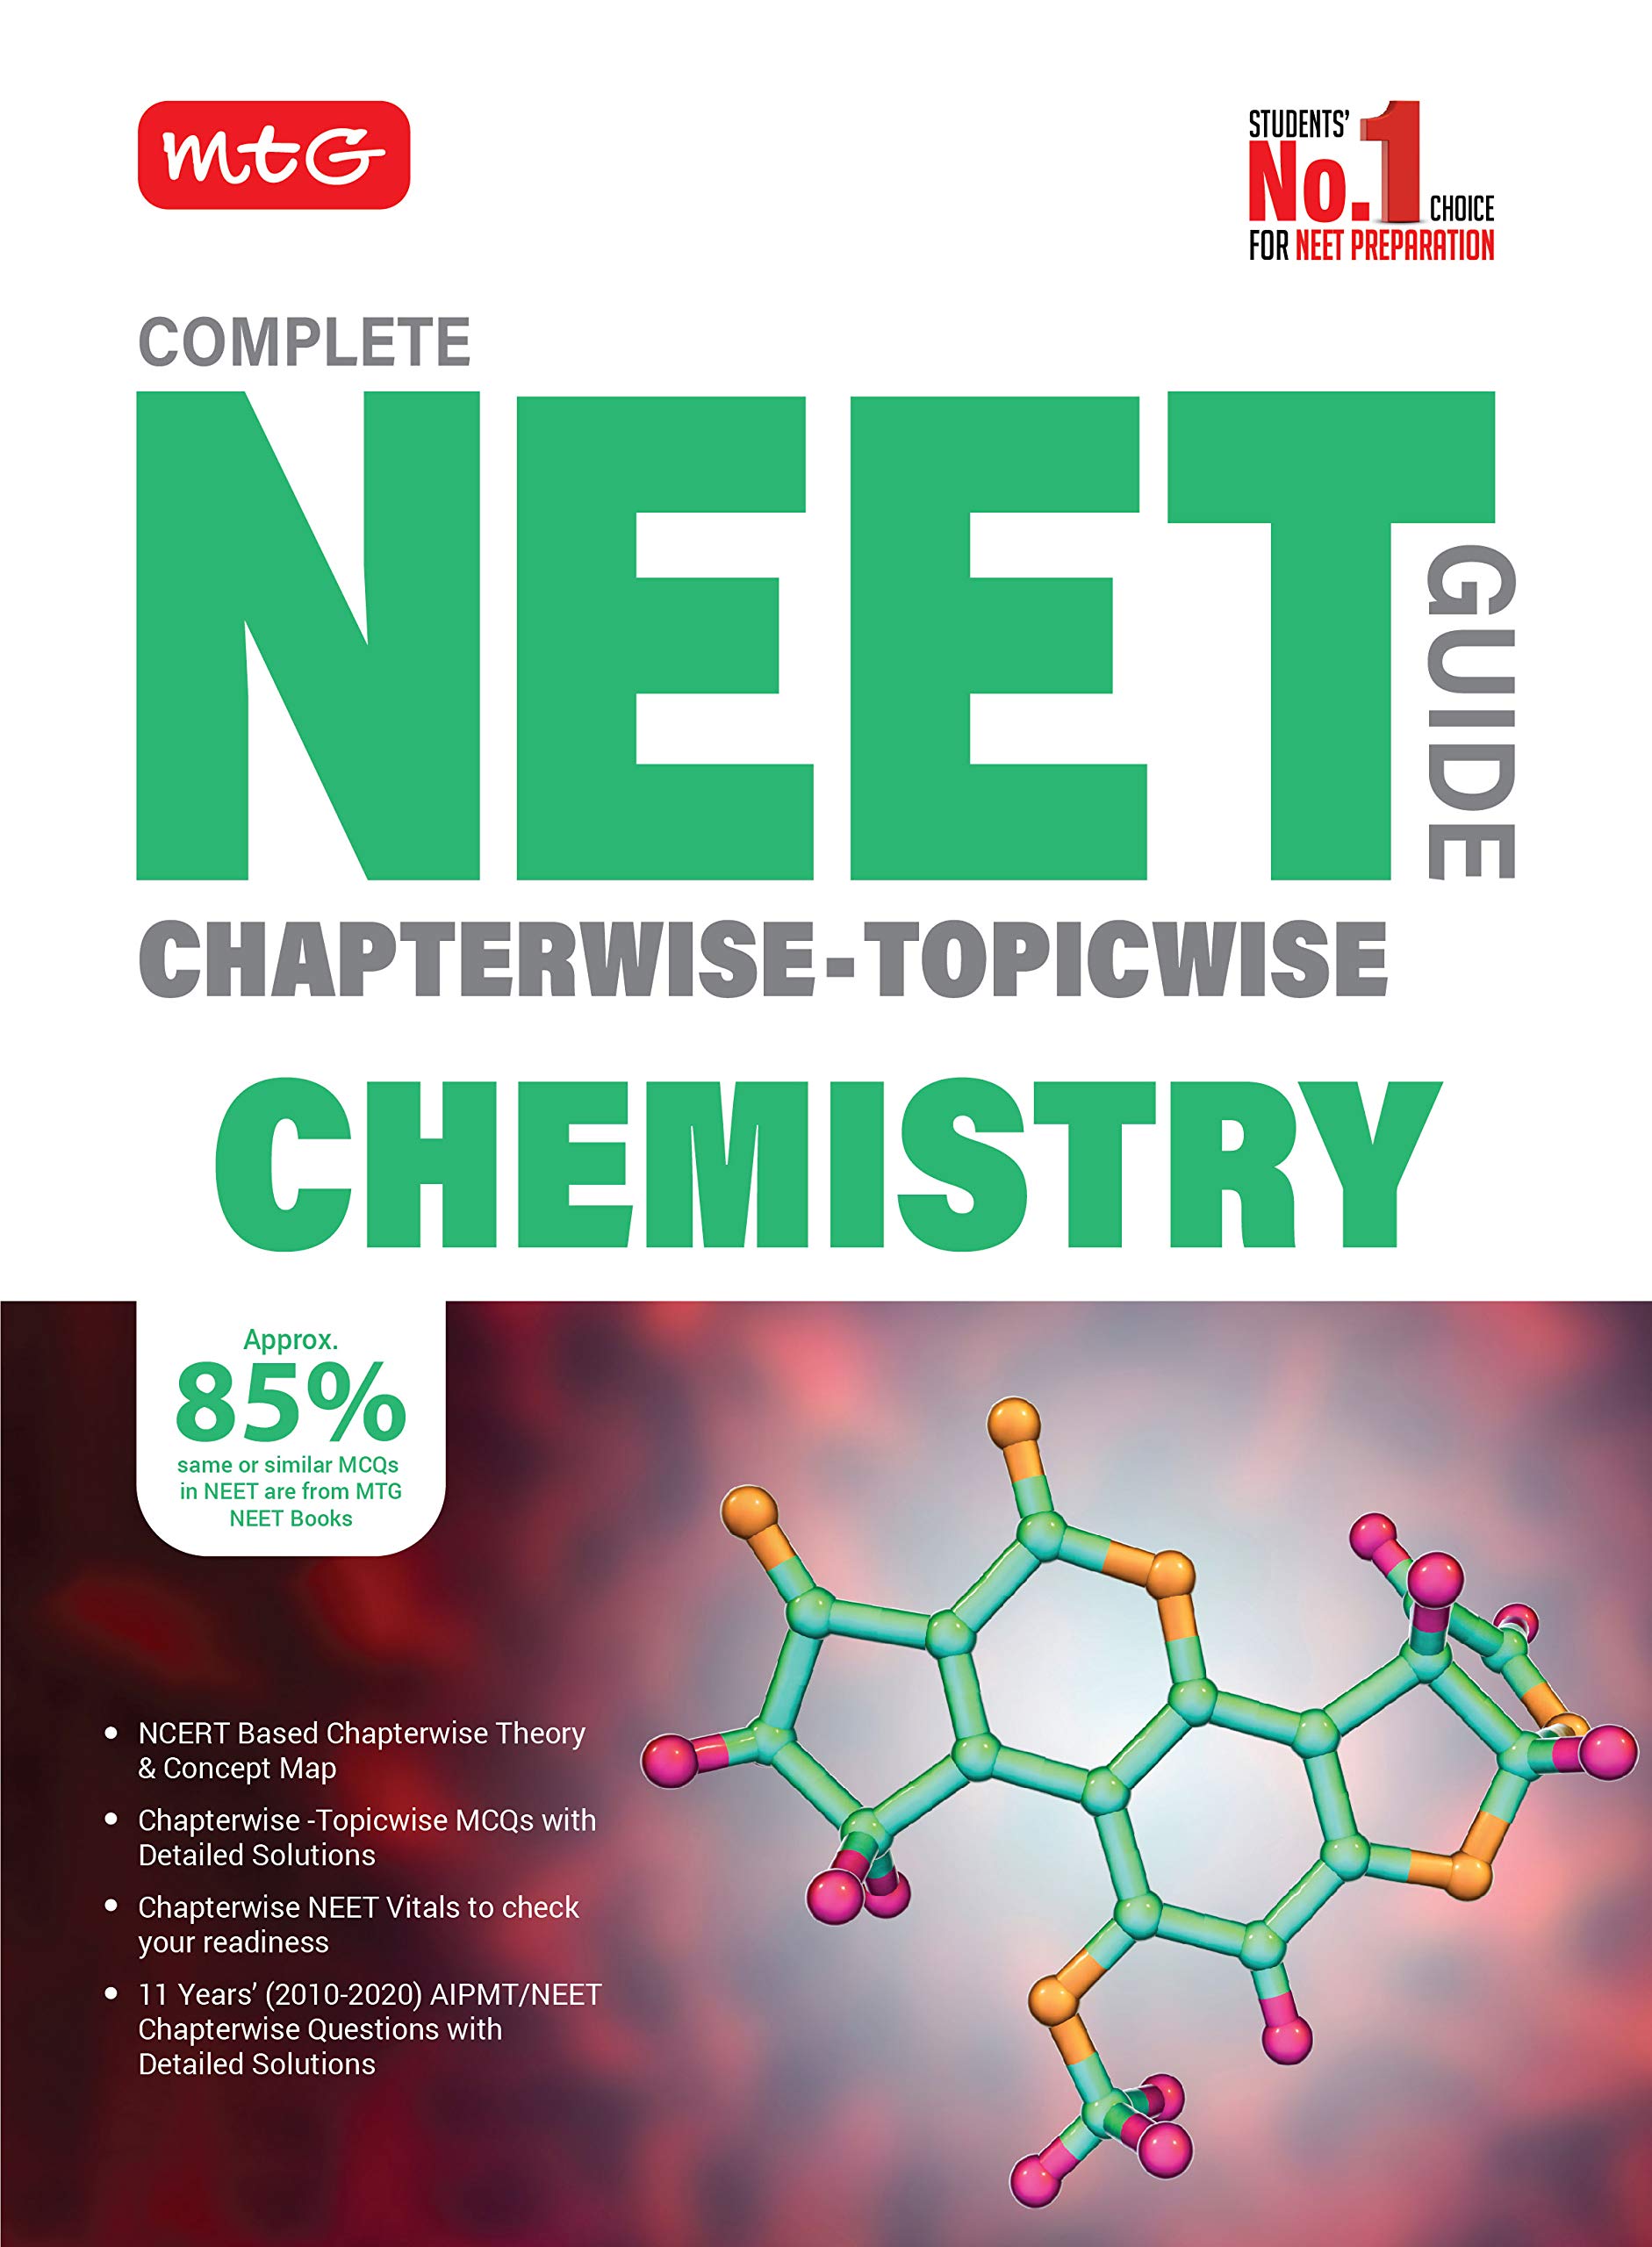 mtG
STUDENTS'
No.1 CHOICE
FOR NEET PREPARATION
COMPLETE
NEET
GUIDE
CHAPTERWISE-TOPICWISE
CHEMISTRY
Approx.
85%
same or similar MCQs
in NEET are from MTG
NEET Books
• NCERT Based Chapterwise Theory
& Concept Map
• Chapterwise -Topicwise MCQs with
Detailed Solutions
• Chapterwise NEET Vitals to check
your readiness
• 11 Years' (2010-2020) AIPMT/NEET
Chapterwise Questions with
Detailed Solutions